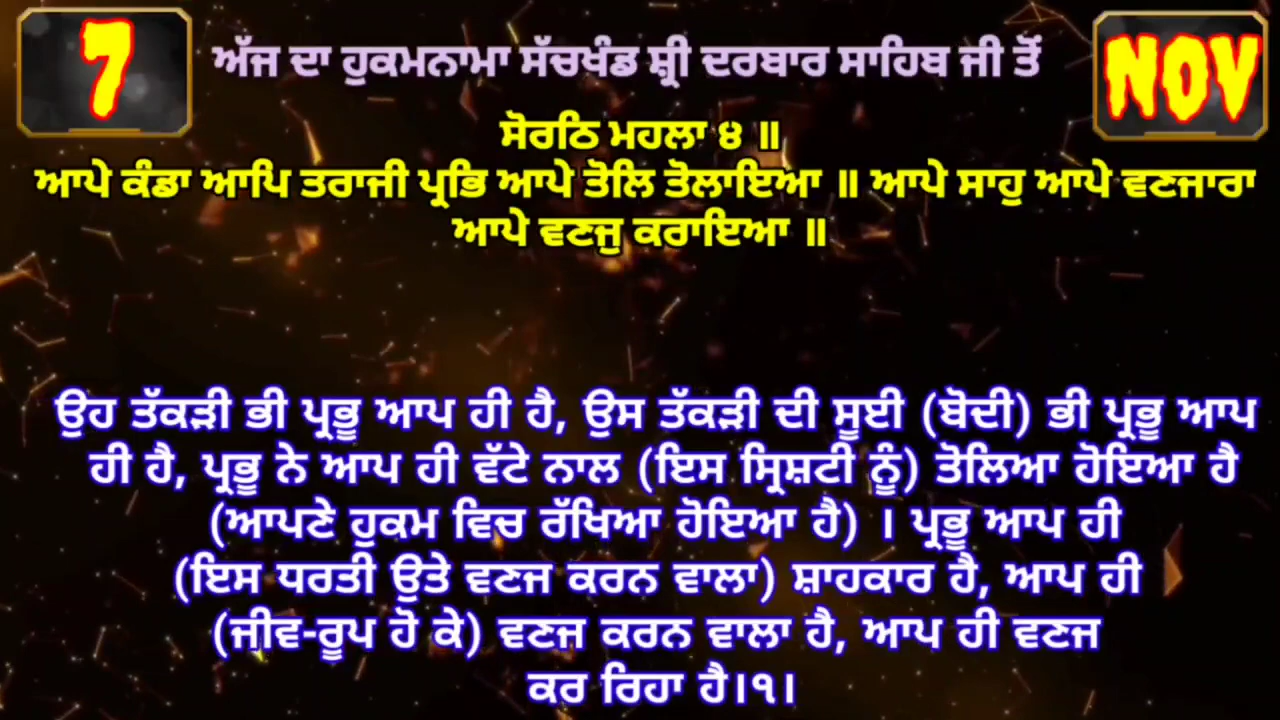 7
ਅੱਜ ਦਾ ਹੁਕਮਨਾਮਾ ਸੱਚਖੰਡ ਸ਼੍ਰੀ ਦਰਬਾਰ ਸਾਹਿਬ ਜੀ ਤੋਂ
NOV
ਸੋਰਠਿ ਮਹਲਾ ੪ ॥
ਆਪੇ ਕੰਡਾ ਆਪਿ ਤਰਾਜੀ ਪ੍ਰਭਿ ਆਪੇ ਤੋਲਿ ਤੋਲਾਇਆ ॥ ਆਪੇ ਸਾਹੁ ਆਪੇ ਵਣਜਾਰਾ
ਆਪੇ ਵਣਜੁ ਕਰਾਇਆ ॥
ਉਹ ਤੱਕੜੀ ਭੀ ਪ੍ਰਭੂ ਆਪ ਹੀ ਹੈ, ਉਸ ਤੱਕੜੀ ਦੀ ਸੂਈ (ਬੋਦੀ) ਭੀ ਪ੍ਰਭੂ ਆਪ
ਹੀ ਹੈ, ਪ੍ਰਭੂ ਨੇ ਆਪ ਹੀ ਵੱਟੇ ਨਾਲ (ਇਸ ਸ੍ਰਿਸ਼ਟੀ ਨੂੰ) ਤੋਲਿਆ ਹੋਇਆ ਹੈ
(ਆਪਣੇ ਹੁਕਮ ਵਿਚ ਰੱਖਿਆ ਹੋਇਆ ਹੈ) । ਪ੍ਰਭੂ ਆਪ ਹੀ
(ਇਸ ਧਰਤੀ ਉਤੇ ਵਣਜ ਕਰਨ ਵਾਲਾ) ਸ਼ਾਹਕਾਰ ਹੈ, ਆਪ ਹੀ
(ਜੀਵ-ਰੂਪ ਹੋ ਕੇ) ਵਣਜ ਕਰਨ ਵਾਲਾ ਹੈ, ਆਪ ਹੀ ਵਣਜ
ਕਰ ਰਿਹਾ ਹੈ।੧।